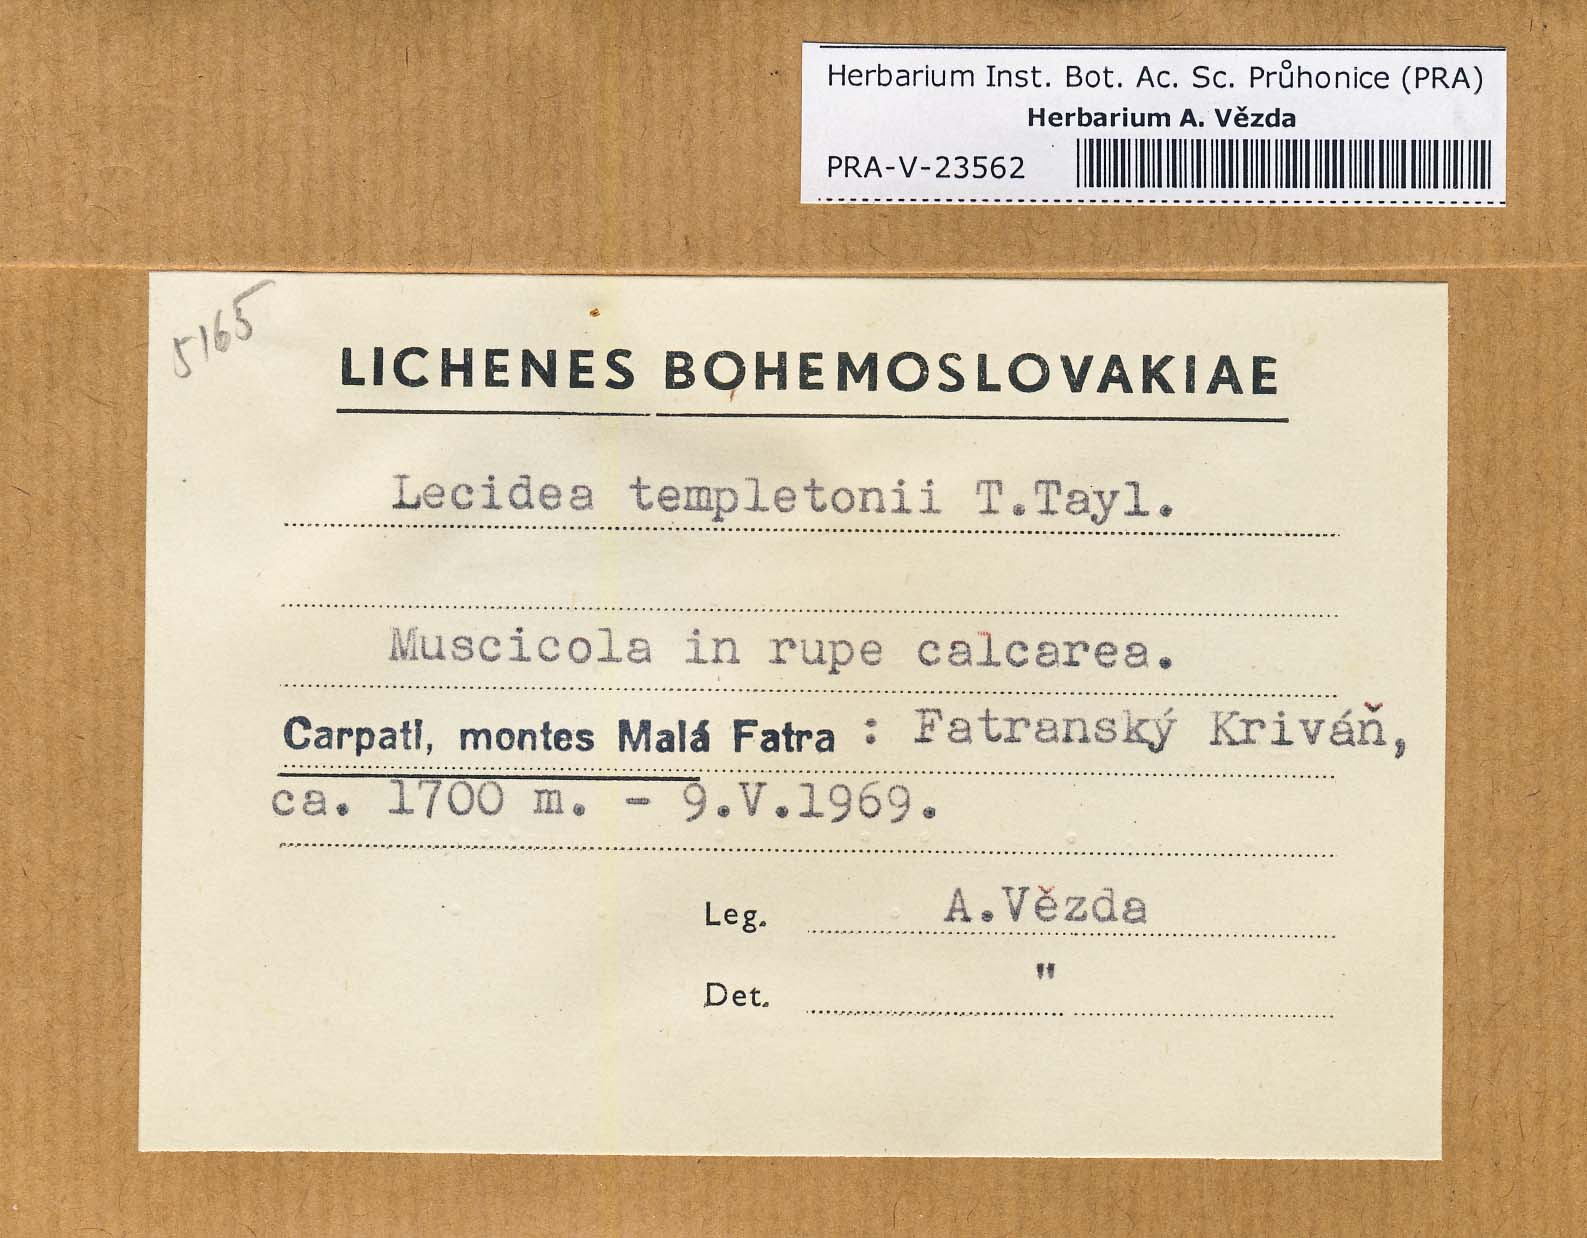 Herbarium Inst. Bot. Ac. Sc. Průhonice (PRA)
Herbarium A. Vězda
PRA-V-23562
5165
LICHENES BOHEMOSLOVAKIAE
Lecidea templetonii T.Tayl.
Muscicola in rupe calcarea.
Carpati, montes Malá Fatra : Fatranský Kriváň,
ca. 1700 m. - 9.V.1969.
Leg. A.Vězda
Det. "